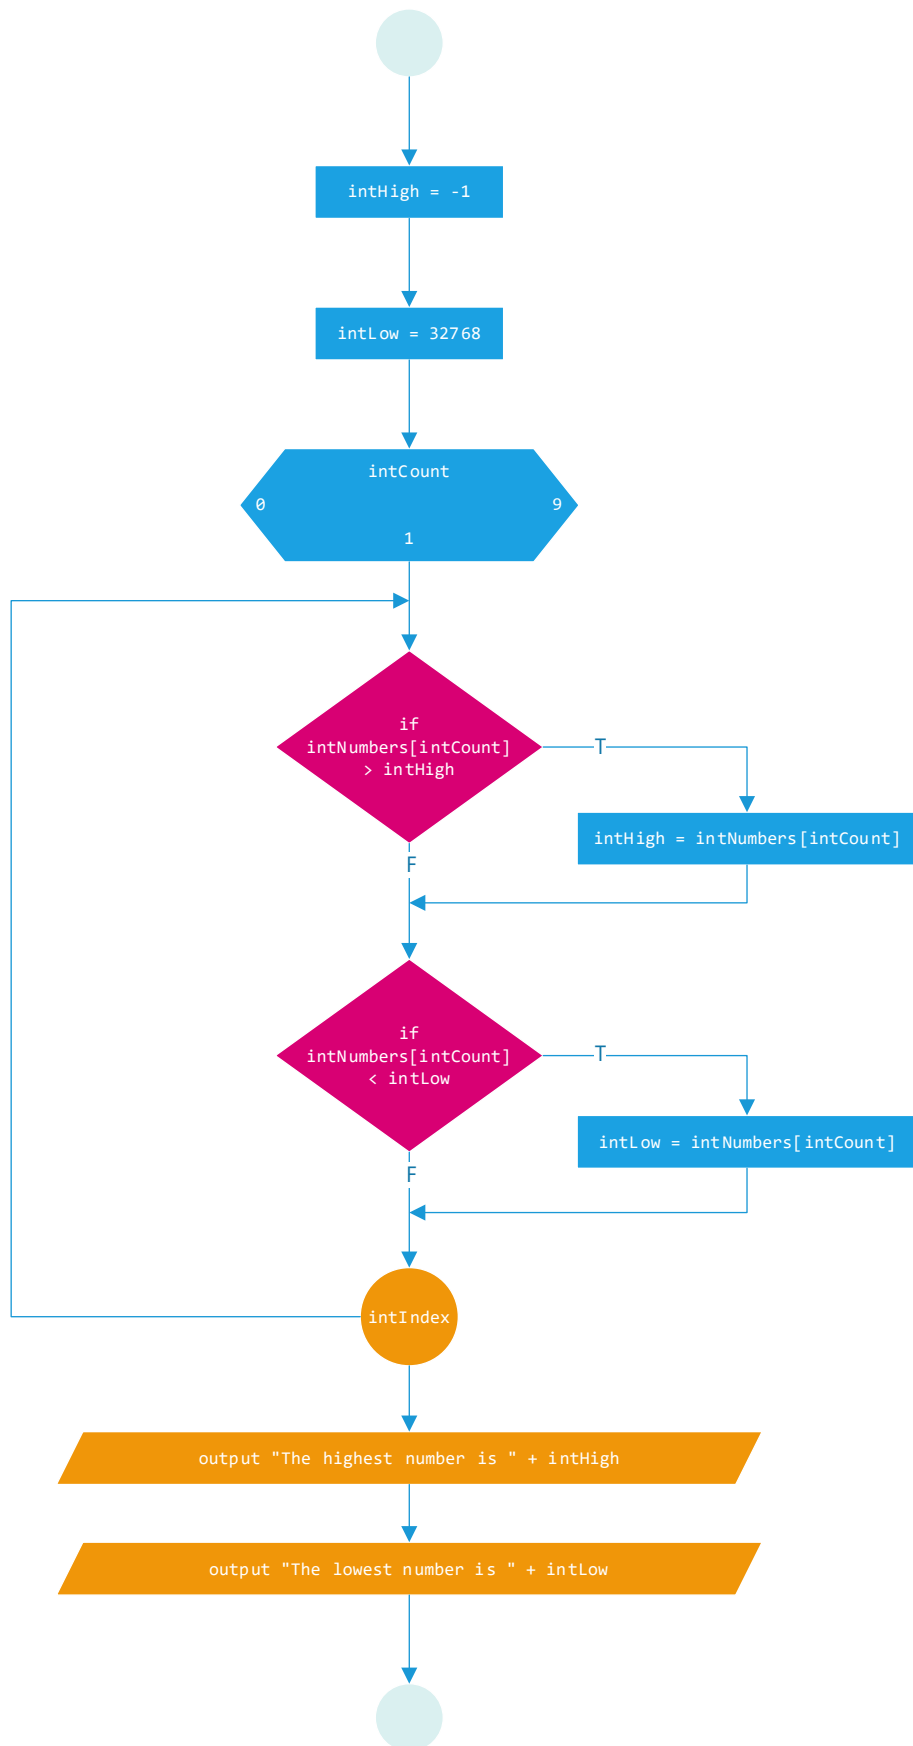 intHigh = -1
intLow = 32768
intCount
0 9
1
if
intNumbers[intCount]
> intHigh
T
intHigh = intNumbers[intCount]
F
if
intNumbers[intCount]
< intLow
T
intLow = intNumbers[intCount]
F
intIndex
output "The highest number is " + intHigh
output "The lowest number is " + intLow